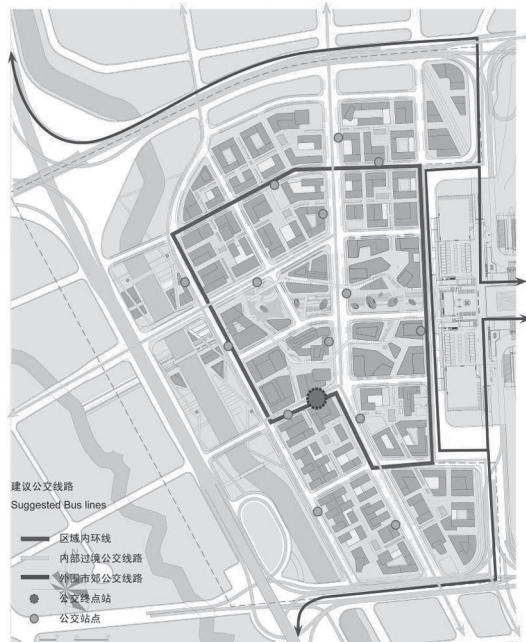 建议公交线路
Suggested Bus lines
区域内环线
内部过境公交线路
外围市郊公交线路
公交终点站
公交站点